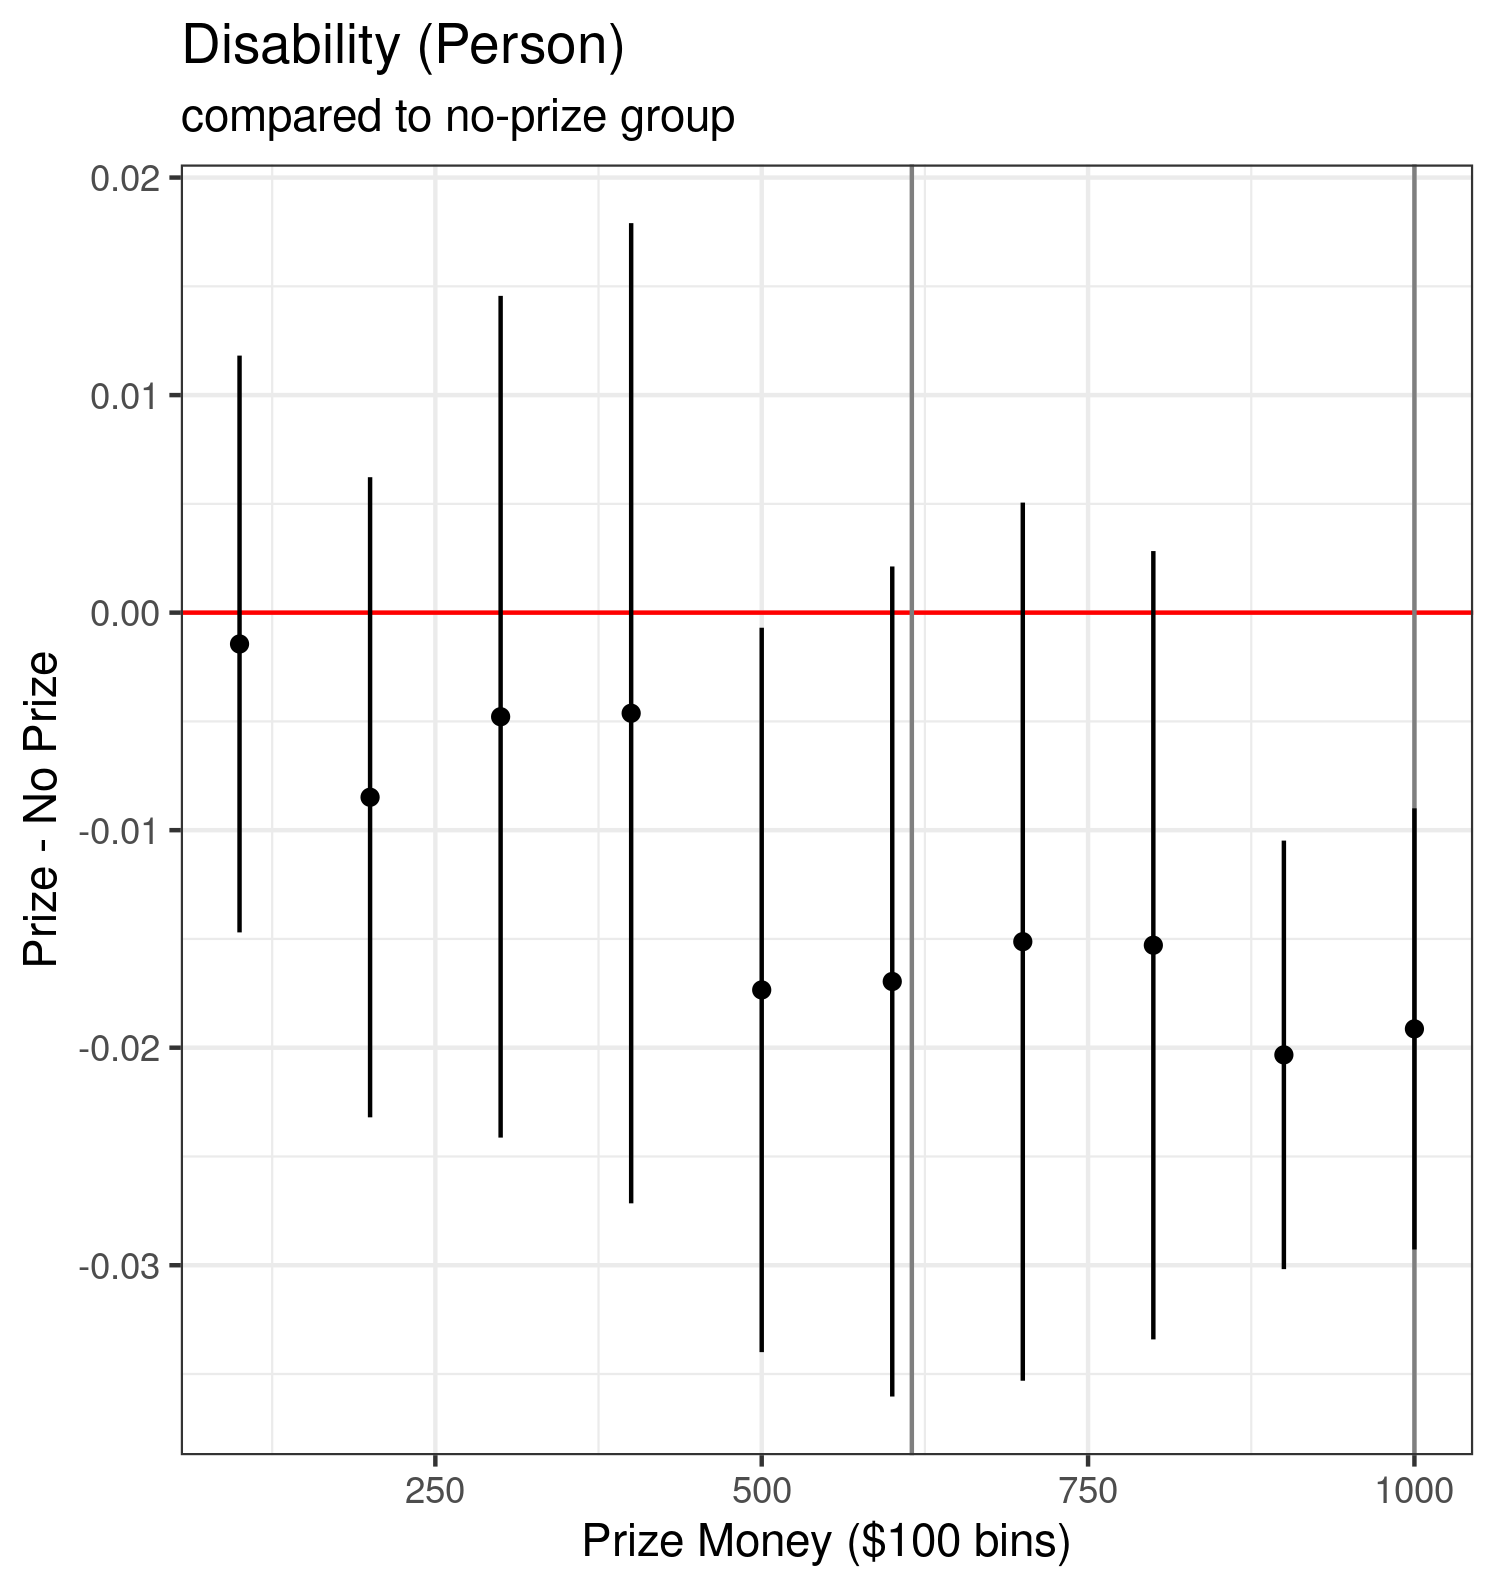 Disability (Person)
compared to no-prize group
0.02
0.01
0.00
-0.01
-0.02
-0.03
Prize - No Prize
250 500 750 1000
Prize Money ($100 bins)